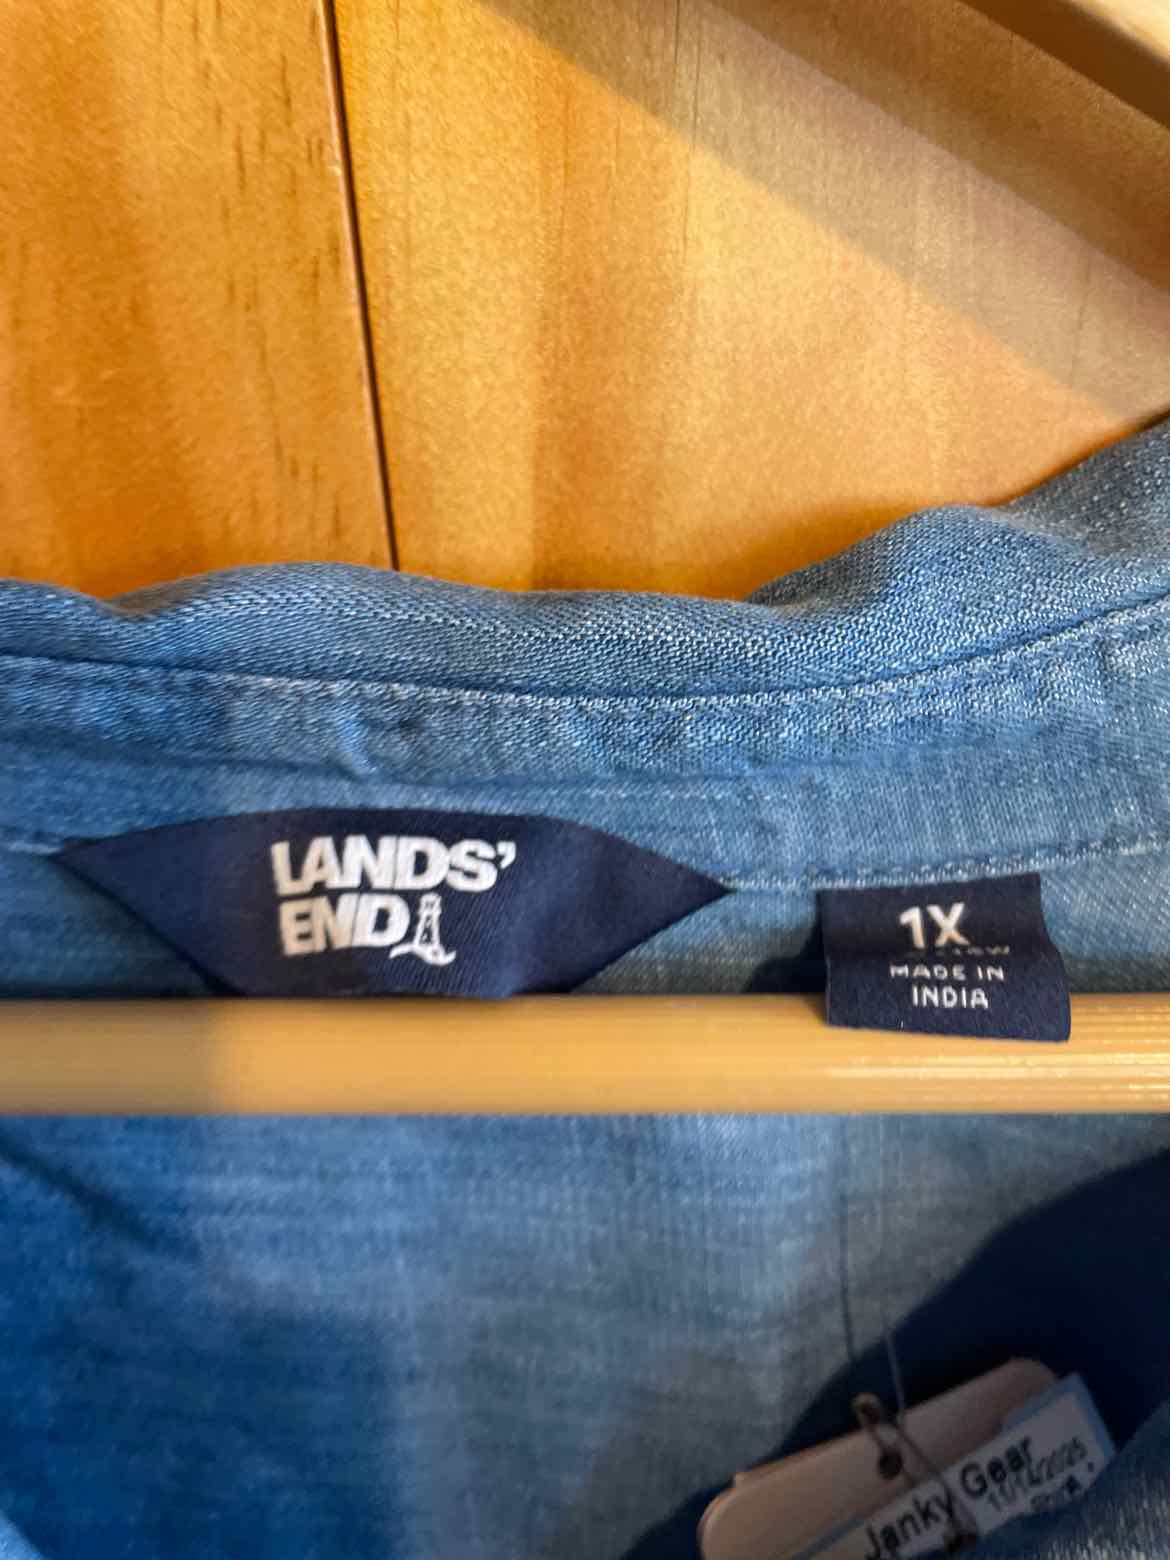 LANDS'
END
1X
MADE IN
INDIA
Janky Gear